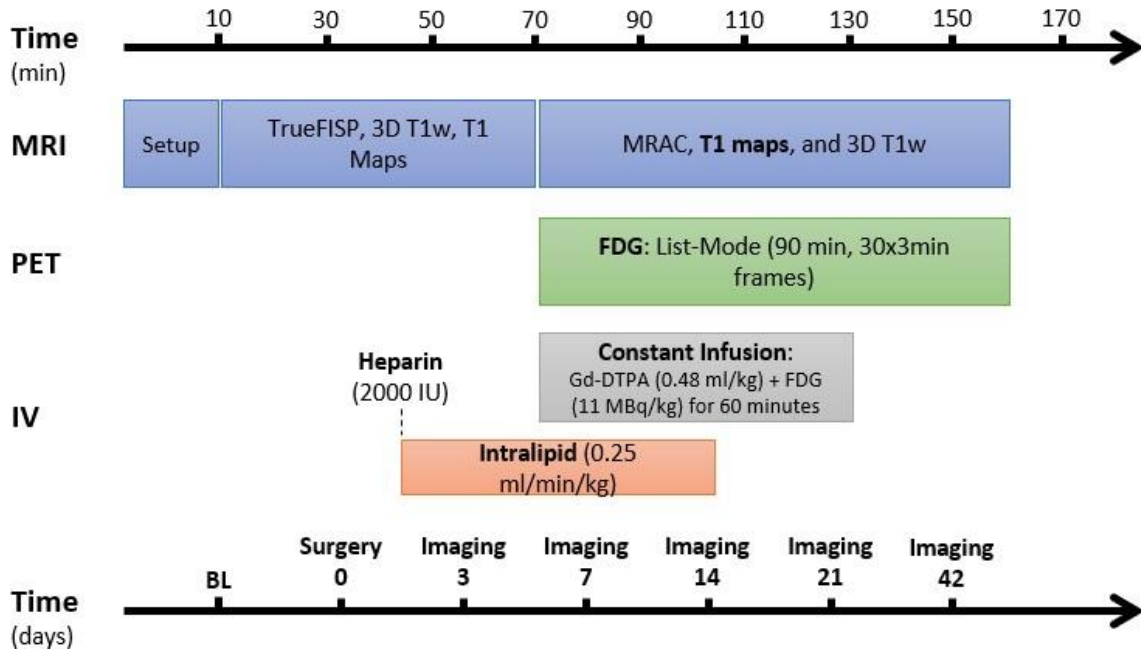 10 30 50 70 90 110 130 150 170
Time
(min)
MRI
Setup
TrueFISP, 3D T1w, T1
Maps
MRAC, T1 maps, and 3D T1w
PET
FDG: List-Mode (90 min, 30x3min
frames)
IV
Heparin
(2000 IU)
Constant Infusion:
Gd-DTPA (0.48 ml/kg) + FDG
(11 MBq/kg) for 60 minutes
Intralipid (0.25
ml/min/kg)
Surgery Imaging Imaging Imaging Imaging Imaging
BL 0 3 7 14 21 42
Time
(days)